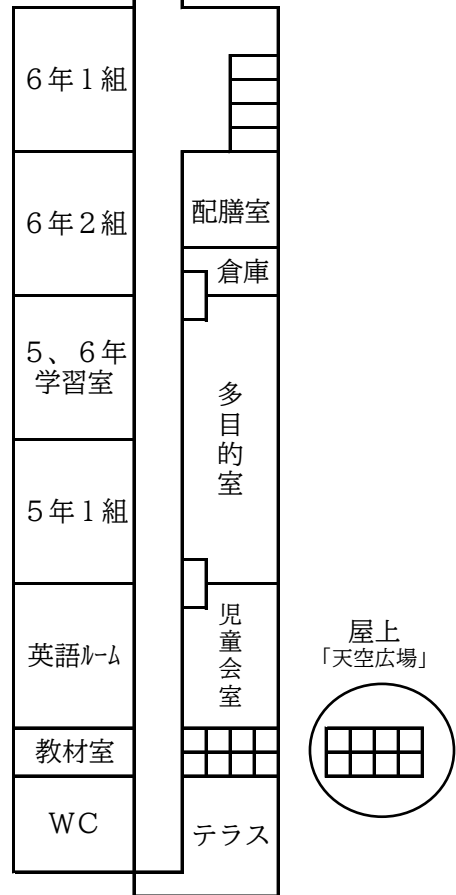 6年1組
6年2組
配膳室
倉庫
5、6年
学習室
多目的室
5年1組
英語ﾙｰﾑ
児童会室
屋上
「天空広場」
教材室
WC
テラス